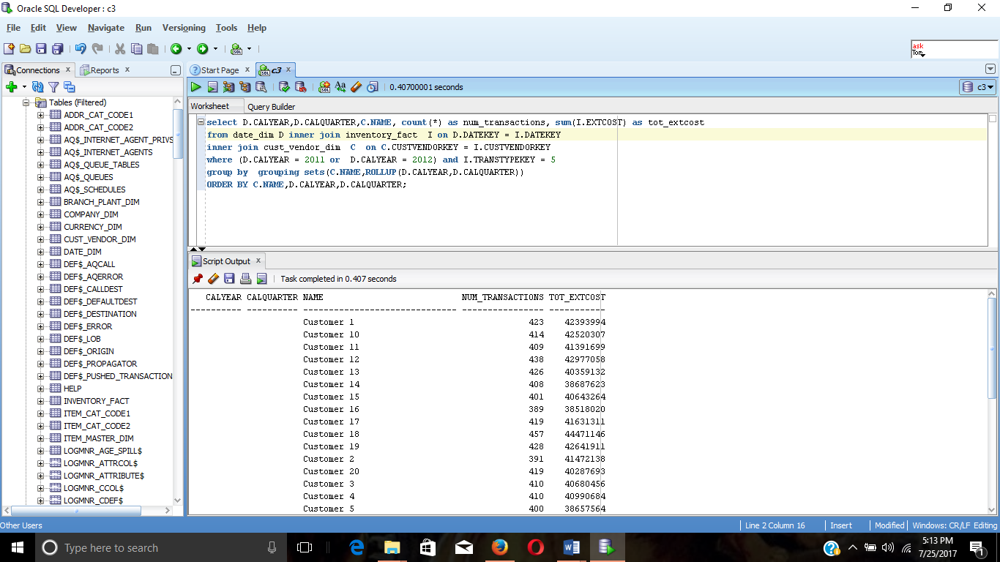 Oracle SQL Developer : c3
File Edit View Navigate Run Versioning Tools Help
ask
Tom
Connections x Reports x
Start Page x c3 x
0.40700001 seconds
c3
Worksheet Query Builder
Tables (Filtered)
ADDR_CAT_CODE1
ADDR_CAT_CODE2
AQ$_INTERNET_AGENT_PRIVS
AQ$_INTERNET_AGENTS
AQ$_QUEUE_TABLES
AQ$_QUEUES
AQ$_SCHEDULES
BRANCH_PLANT_DIM
COMPANY_DIM
CURRENCY_DIM
CUST_VENDOR_DIM
DATE_DIM
DEF$_AQCALL
DEF$_AQERROR
DEF$_CALLDEST
DEF$_DEFAULTDEST
DEF$_DESTINATION
DEF$_ERROR
DEF$_LOB
DEF$_ORIGIN
DEF$_PROPAGATOR
DEF$_PUSHED_TRANSACTION
HELP
INVENTORY_FACT
ITEM_CAT_CODE1
ITEM_CAT_CODE2
ITEM_MASTER_DIM
LOGMNR_AGE_SPILL$
LOGMNR_ATTRCOL$
LOGMNR_ATTRIBUTE$
LOGMNR_CCOL$
LOGMNR_CDEF$
select D.CALYEAR,D.CALQUARTER,C.NAME, count(*) as num_transactions, sum(I.EXTCOST) as tot_extcost
from date_dim D inner join inventory_fact  I on D.DATEKEY = I.DATEKEY
inner join cust_vendor_dim  C  on C.CUSTVENDORKEY = I.CUSTVENDORKEY
where (D.CALYEAR = 2011 or  D.CALYEAR = 2012) and I.TRANSTYPEKEY = 5
group by  grouping sets(C.NAME,ROLLUP(D.CALYEAR,D.CALQUARTER))
ORDER BY C.NAME,D.CALYEAR,D.CALQUARTER;
Script Output x
Task completed in 0.407 seconds
CALYEAR CALQUARTER NAME NUM_TRANSACTIONS TOT_EXTCOST
---------- ---------- ------------------------------ ---------------- -----------
Customer 1 423 42393994
Customer 10 414 42520307
Customer 11 409 41391699
Customer 12 438 42977058
Customer 13 426 40359132
Customer 14 408 38687623
Customer 15 401 40643264
Customer 16 389 38518020
Customer 17 419 41631311
Customer 18 457 44471146
Customer 19 428 42641911
Customer 2 391 41472138
Customer 20 419 40287693
Customer 3 410 40680456
Customer 4 410 40990684
Customer 5 400 38657564
Other Users
Line 2 Column 16 Insert Modified Windows: CR/LF Editing
Type here to search
5:13 PM
7/25/2017
1